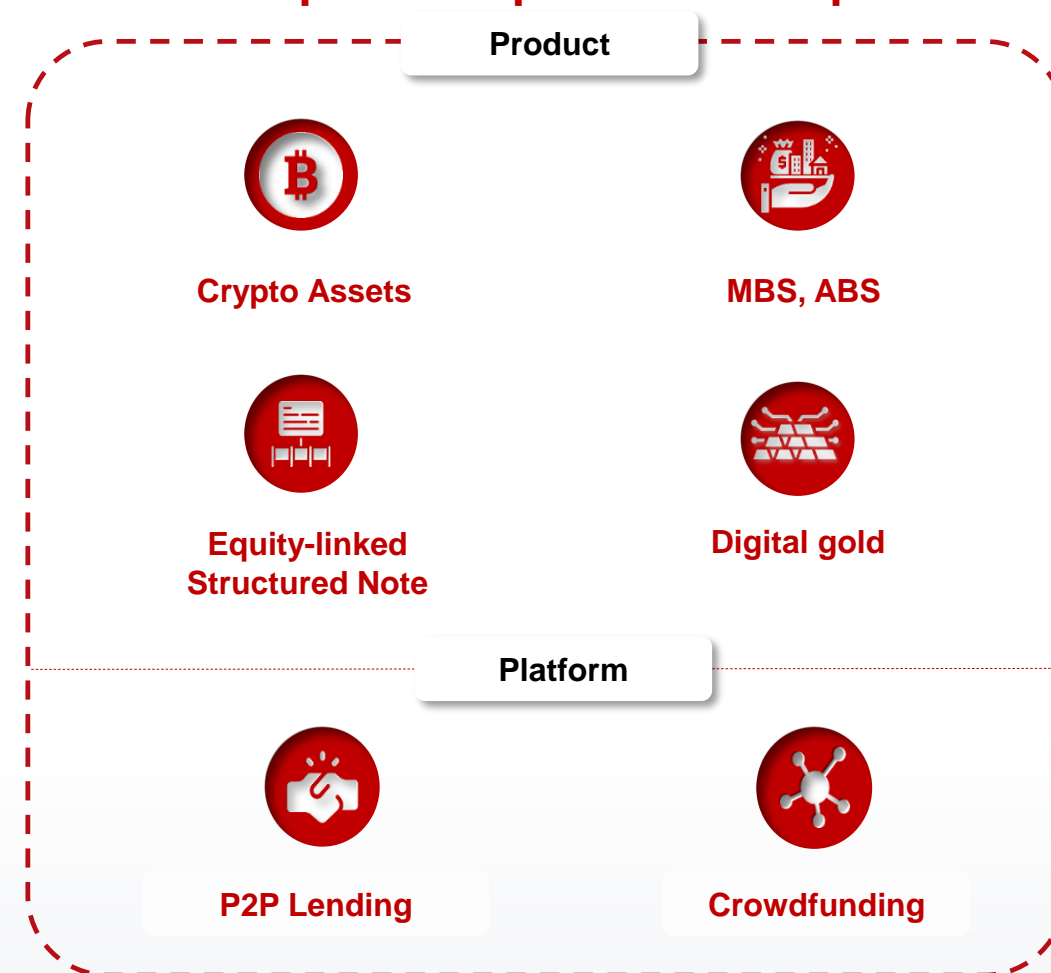 Product
Crypto Assets
MBS, ABS
Equity-linked
Structured Note
Digital gold
Platform
P2P Lending
Crowdfunding